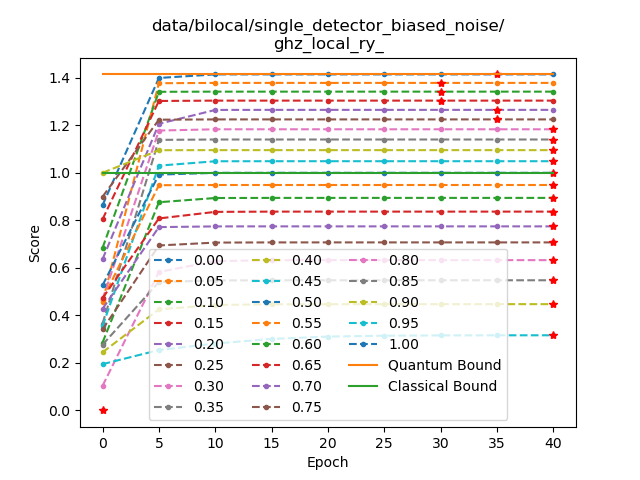 data/bilocal/single_detector_biased_noise/
ghz_local_ry_
Score
1.4
1.2
1.0
0.8
0.6
0.4
0.2
0.0
0.00 0.40 0.80
0.05 0.45 0.85
0.10 0.50 0.90
0.15 0.55 0.95
0.20 0.60 1.00
0.25 0.65 Quantum Bound
0.30 0.70 Classical Bound
0.35 0.75
0 5 10 15 20 25 30 35 40
Epoch